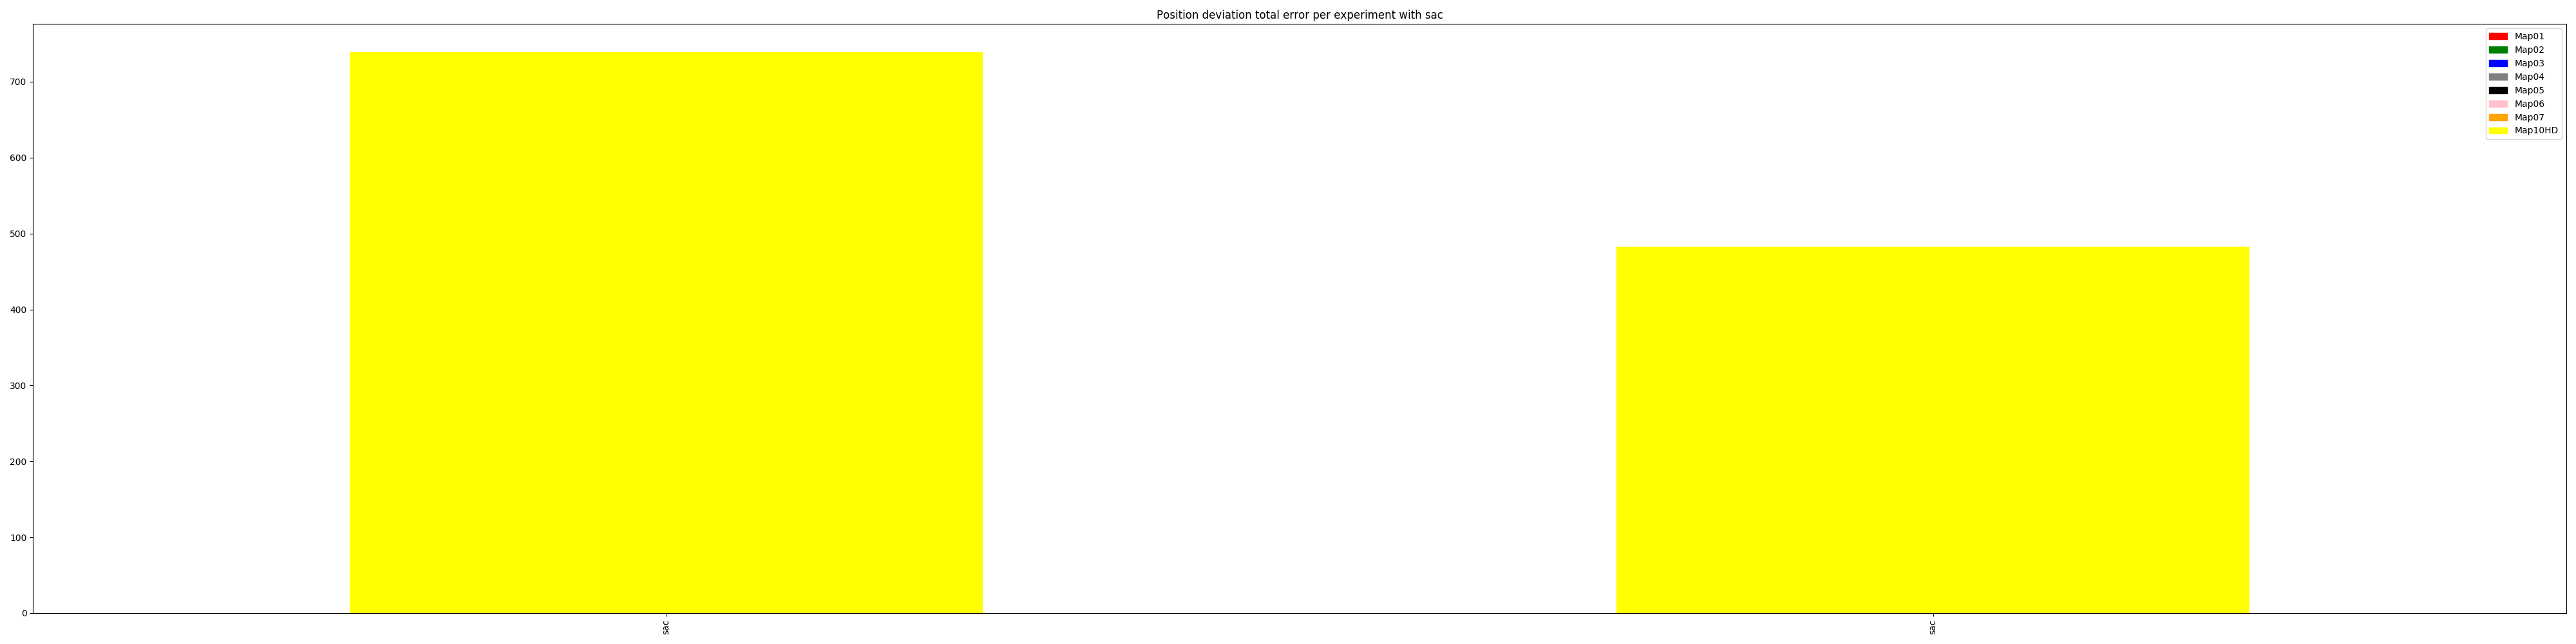 Position deviation total error per experiment with sac
Map01
Map02
Map03
Map04
Map05
Map06
Map07
Map10HD
700
600
500
400
300
200
100
0
sac
sac